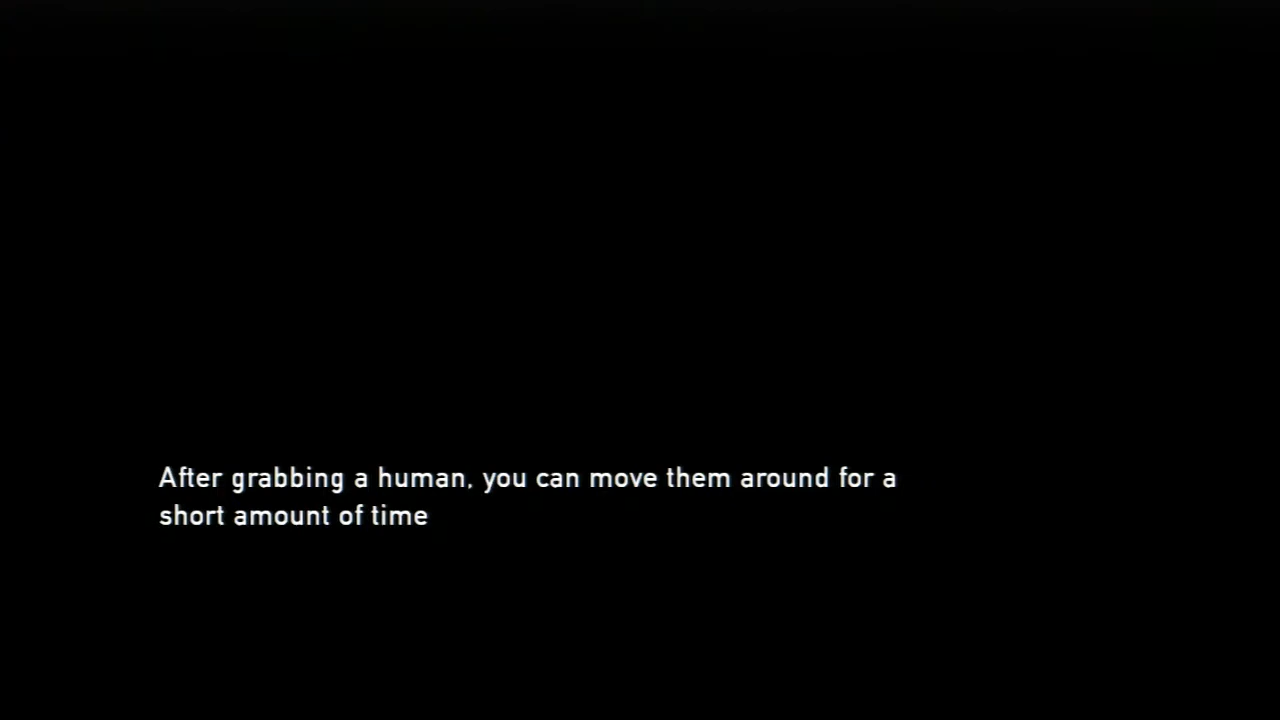 After grabbing a human, you can move them around for a
short amount of time